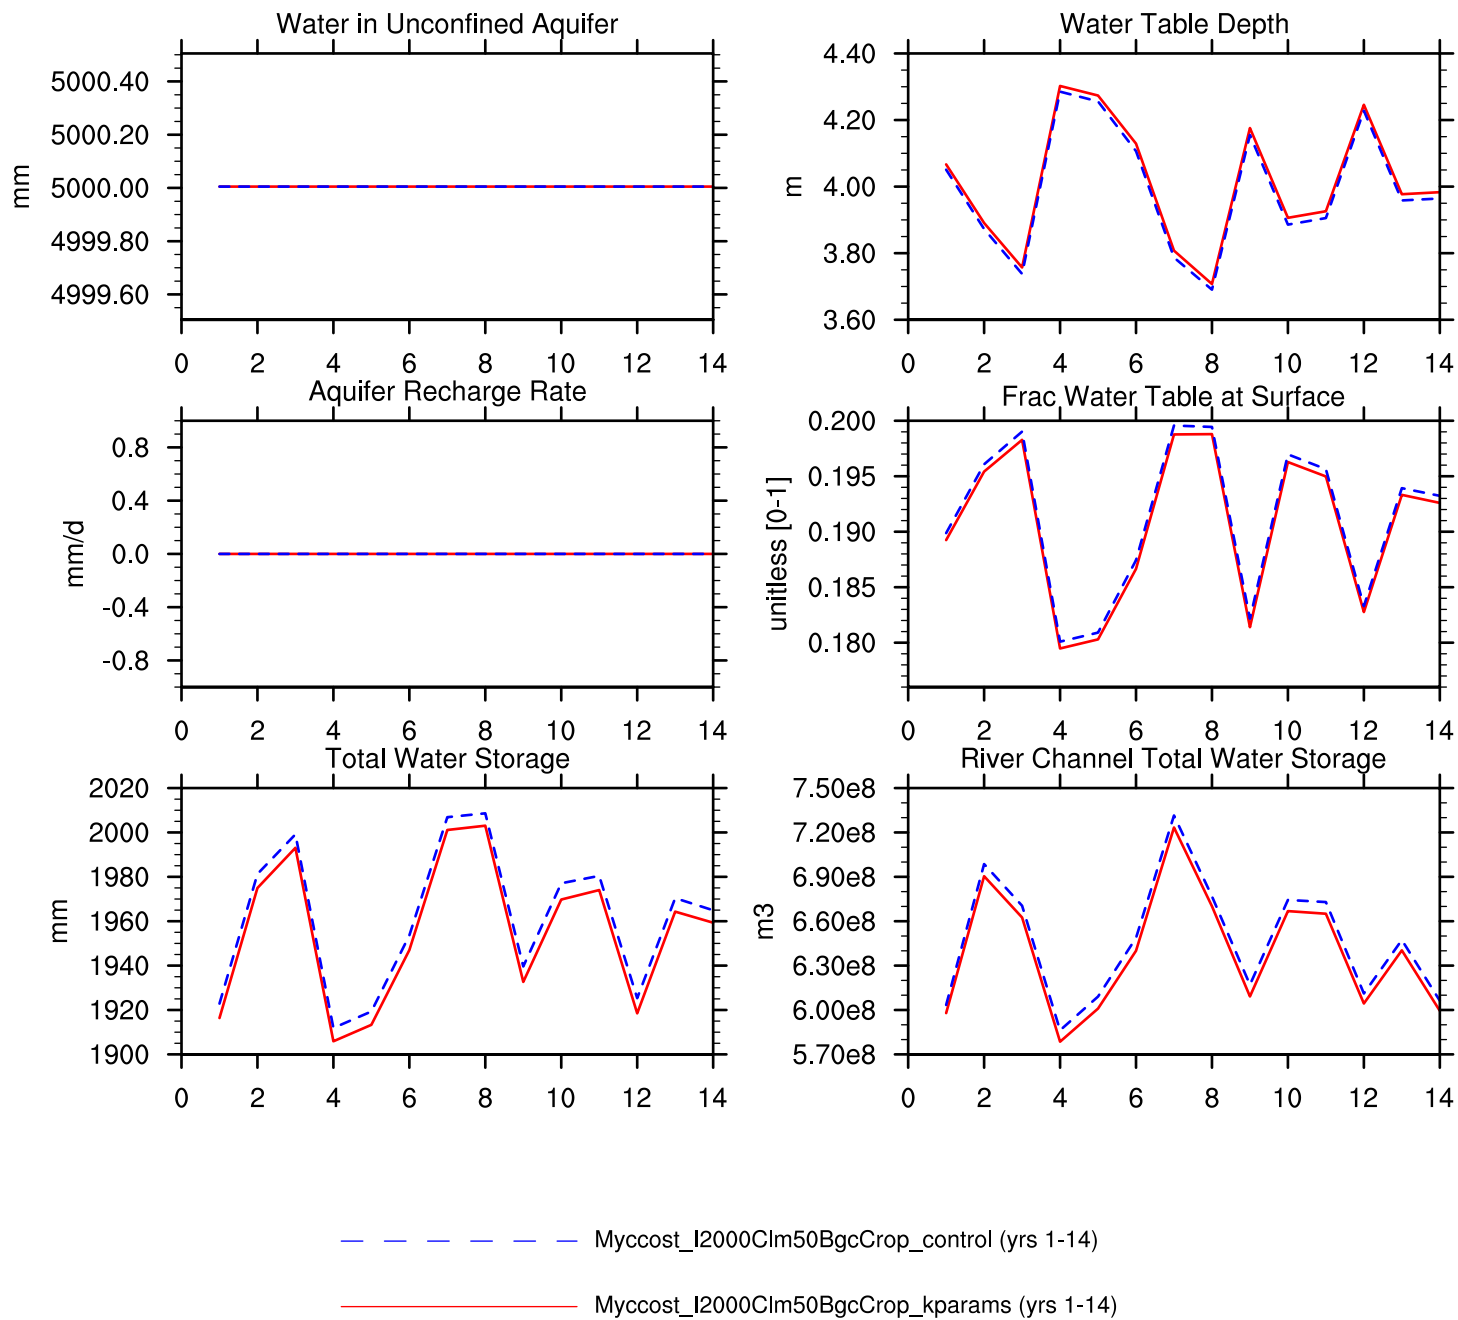 Water in Unconfined Aquifer
5000.40
5000.20
5000.00
4999.80
4999.60
mm
0 2 4 6 8 10 12 14
Water Table Depth
4.40
4.20
4.00
3.80
3.60
m
0 2 4 6 8 10 12 14
Aquifer Recharge Rate
0.8
0.4
0.0
-0.4
-0.8
mm/d
0 2 4 6 8 10 12 14
Frac Water Table at Surface
0.200
0.195
0.190
0.185
0.180
unitless [0-1]
0 2 4 6 8 10 12 14
Total Water Storage
2020
2000
1980
1960
1940
1920
1900
mm
0 2 4 6 8 10 12 14
River Channel Total Water Storage
7.50e8
7.20e8
6.90e8
6.60e8
6.30e8
6.00e8
5.70e8
m3
0 2 4 6 8 10 12 14
Myccost_I2000Clm50BgcCrop_control (yrs 1-14)
Myccost_I2000Clm50BgcCrop_kparams (yrs 1-14)